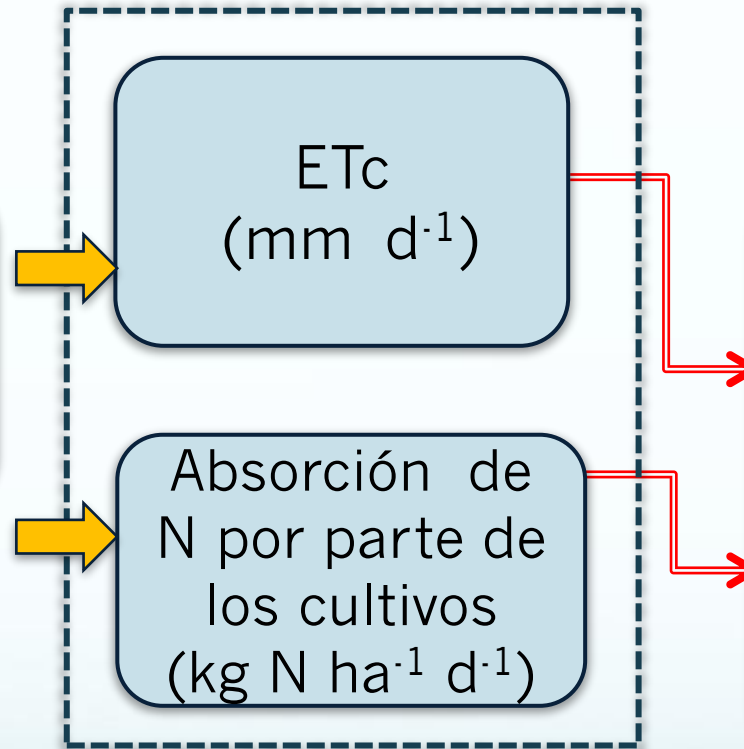 ETc
(mm d⁻¹)
Absorción de
N por parte de
los cultivos
(kg N ha⁻¹ d⁻¹)